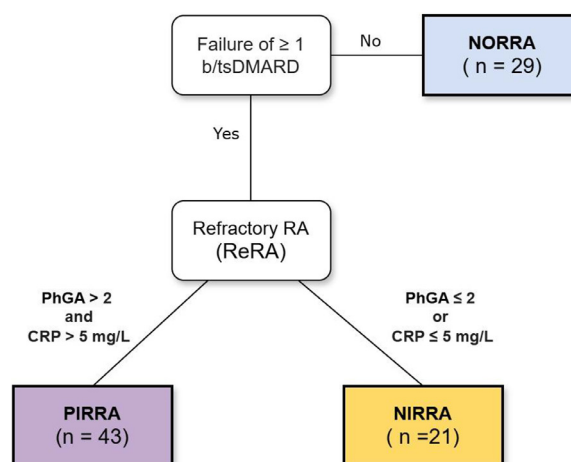 Failure of ≥ 1
b/tsDMARD
No
NORRA
( n = 29)
Yes
Refractory RA
(ReRA)
PhGA > 2
and
CRP > 5 mg/L
PhGA ≤ 2
or
CRP ≤ 5 mg/L
PIRRA
(n = 43)
NIRRA
( n =21)